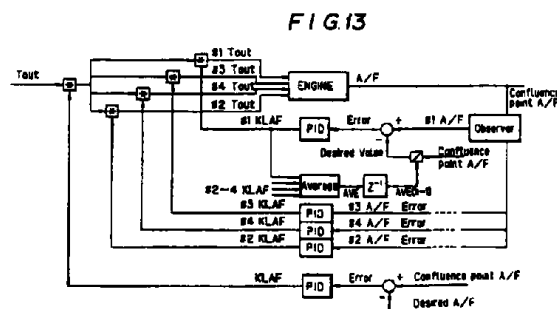 FIG.13
#1 Tout
#3 Tout
#4 Tout
#2 Tout
Tout
ENGINE
A/F
Confluence
point A/F
#1 KLAF
PID
Error
+
-
#1 A/F
Observer
Desired Value
Confluence
point A/F
#2-4 KLAF
Average
AVE
Z-1
#3 KLAF
PID
#3 A/F Error
#4 KLAF
PID
#4 A/F Error
#2 KLAF
PID
#2 A/F Error
KLAF
PID
Error
+
Confluence point A/F
-
Desired A/F